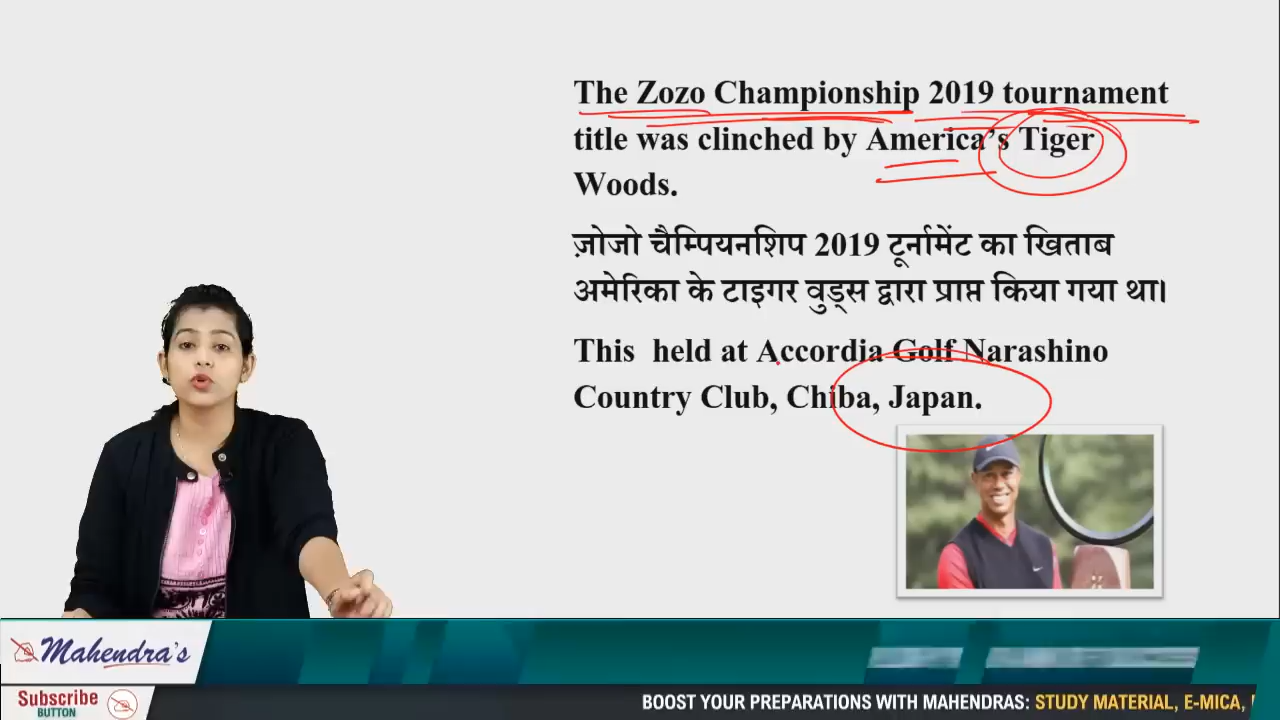 The Zozo Championship 2019 tournament
title was clinched by America's Tiger
Woods.
ज़ोजो चैम्पियनशिप 2019 टूर्नामेंट का खिताब
अमेरिका के टाइगर वुड्स द्वारा प्राप्त किया गया था।
This held at Accordia Golf Narashino
Country Club, Chiba, Japan.
Mahendra's
Subscribe
BUTTON
BOOST YOUR PREPARATIONS WITH MAHENDRAS: STUDY MATERIAL, E-MICA,